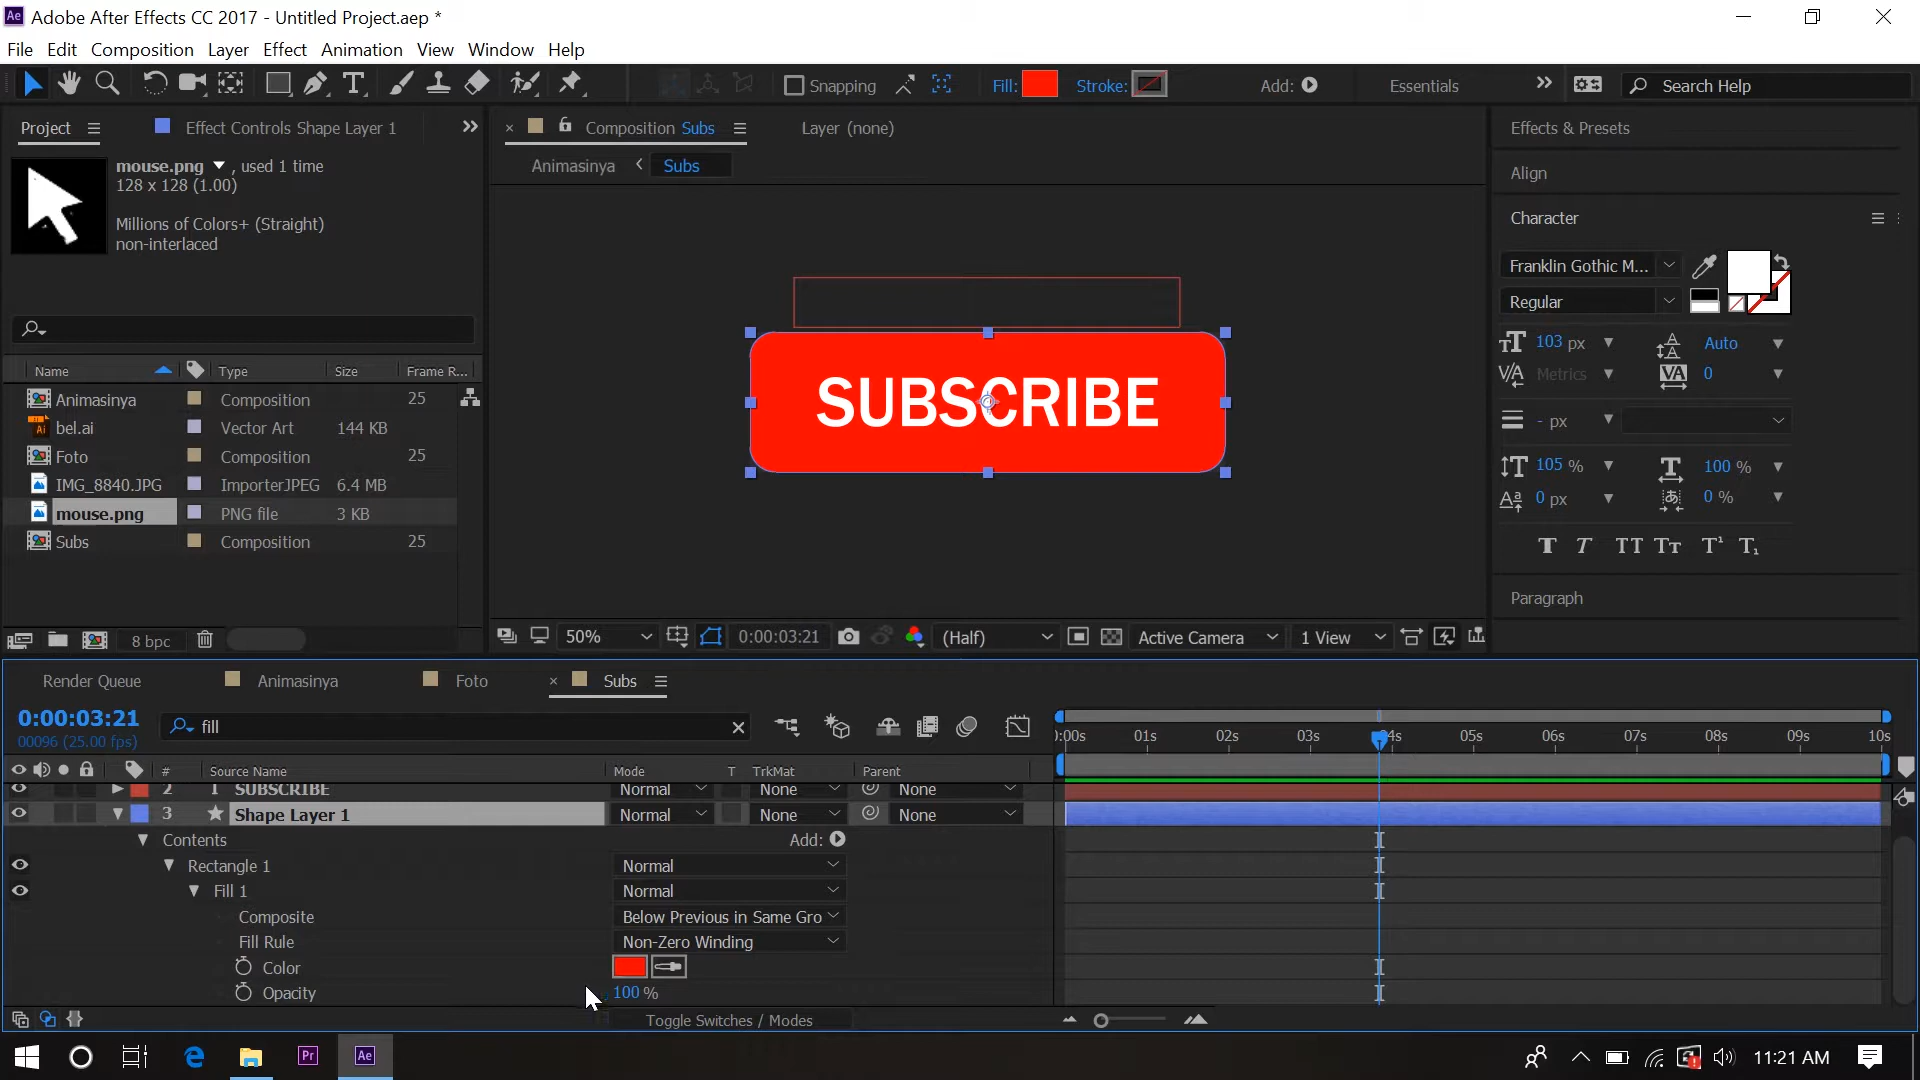 Ae Adobe After Effects CC 2017 - Untitled Project.aep *
File Edit Composition Layer Effect Animation View Window Help
T Snapping Fill: Stroke: Add: Essentials Search Help
Project Effect Controls Shape Layer 1
Composition Subs Layer (none)
Animasinya Subs
mouse.png , used 1 time
128 x 128 (1.00)
Millions of Colors+ (Straight)
non-interlaced
Name Type Size Frame R...
Animasinya Composition 25
bel.ai Vector Art 144 KB
Foto Composition 25
IMG_8840.JPG ImporterJPEG 6.4 MB
mouse.png PNG file 3 KB
Subs Composition 25
8 bpc
SUBSCRIBE
50% 0:00:03:21 (Half) Active Camera 1 View
Effects & Presets
Align
Character
Franklin Gothic M...
Regular
103 px Auto
Metrics 0
- px
105 % 100 %
0 px 0 %
T T TT Tt T¹ T₁
Paragraph
Render Queue Animasinya Foto Subs
0:00:03:21 fill
00096 (25.00 fps)
):00s 01s 02s 03s 04s 05s 06s 07s 08s 09s 10s
# Source Name Mode T TrkMat Parent
2 T SUBSCRIBE Normal None None
3 Shape Layer 1 Normal None None
Contents Add:
Rectangle 1 Normal
Fill 1 Normal
Composite Below Previous in Same Gro
Fill Rule Non-Zero Winding
Color
Opacity 100 %
Toggle Switches / Modes
e Pr Ae 11:21 AM